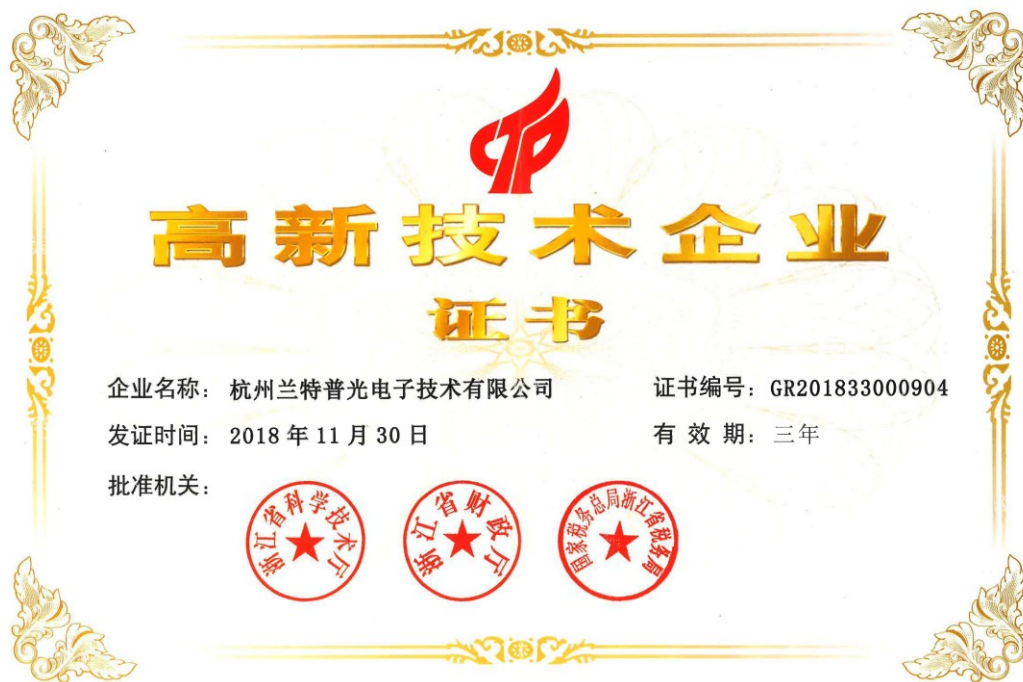 高新技术企业
证书
企业名称：杭州兰特普光电子技术有限公司 证书编号：GR201833000904
发证时间：2018年11月30日 有效期：三年
批准机关：
浙江省科学技术厅
浙江省财政厅
国家税务总局浙江省税务局